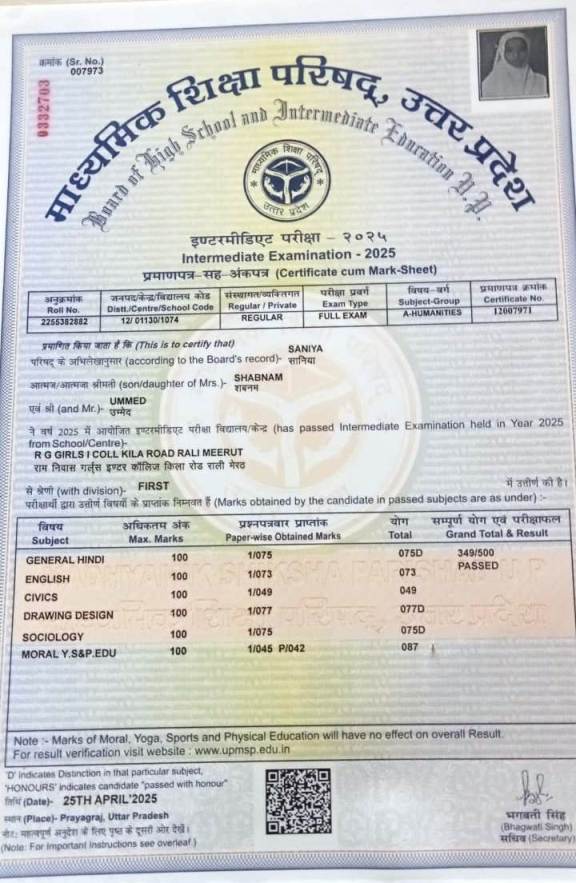 क्रमांक (Sr. No.)
007973
0332703
माध्यमिक शिक्षा परिषद्, उत्तर प्रदेश
Board of High School and Intermediate Education U.P.
माध्यमिक शिक्षा परिषद्
उत्तर प्रदेश
इण्टरमीडिएट परीक्षा – २०२५
Intermediate Examination - 2025
प्रमाणपत्र-सह-अंकपत्र (Certificate cum Mark-Sheet)
अनुक्रमांक जनपद/केन्द्र/विद्यालय कोड संस्थागत/व्यक्तिगत परीक्षा प्रवर्ग विषय-वर्ग प्रमाणपत्र क्रमांक
Roll No. Distt./Centre/School Code Regular / Private Exam Type Subject-Group Certificate No.
2255382882 12/ 01130/1074 REGULAR FULL EXAM A-HUMANITIES 12007971
प्रमाणित किया जाता है कि (This is to certify that)
परिषद के अभिलेखानुसार (according to the Board's record)- SANIYA
सानिया
आत्मज/आत्मजा श्रीमती (son/daughter of Mrs.)- SHABNAM
शबनम
एवं श्री (and Mr.)- UMMED
उम्मेद
ने वर्ष 2025 में आयोजित इण्टरमीडिएट परीक्षा विद्यालय/केन्द्र (has passed Intermediate Examination held in Year 2025
from School/Centre)-
R G GIRLS I COLL KILA ROAD RALI MEERUT
राम निवास गर्ल्स इण्टर कॉलिज किला रोड राली मेरठ
से श्रेणी (with division)- FIRST में उत्तीर्ण की है।
परीक्षार्थी द्वारा उत्तीर्ण विषयों के प्राप्तांक निम्नवत हैं (Marks obtained by the candidate in passed subjects are as under) :-
विषय अधिकतम अंक प्रश्नपत्रवार प्राप्तांक योग सम्पूर्ण योग एवं परीक्षाफल
Subject Max. Marks Paper-wise Obtained Marks Total Grand Total & Result
GENERAL HINDI 100 1/075 075D 349/500
ENGLISH 100 1/073 073 PASSED
CIVICS 100 1/049 049
DRAWING DESIGN 100 1/077 077D
SOCIOLOGY 100 1/075 075D
MORAL Y.S&P.EDU 100 1/045 P/042 087
Note :- Marks of Moral, Yoga, Sports and Physical Education will have no effect on overall Result.
For result verification visit website : www.upmsp.edu.in
'D' indicates Distinction in that particular subject,
'HONOURS' indicates candidate "passed with honour"
तिथि (Date)- 25TH APRIL'2025
स्थान (Place)- Prayagraj, Uttar Pradesh
नोट: महत्वपूर्ण अनुदेश के लिए पृष्ठ के दूसरी ओर देखें।
(Note: For Important Instructions see overleaf.)
भगवती सिंह
(Bhagwati Singh)
सचिव (Secretary)